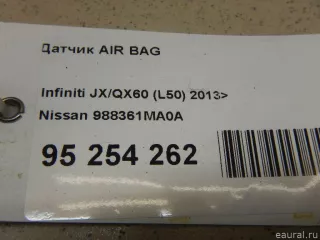 Датчик AIR BAG
Infiniti JX/QX60 (L50) 2013>
Nissan 988361MA0A
95 254 262
eaural.ru